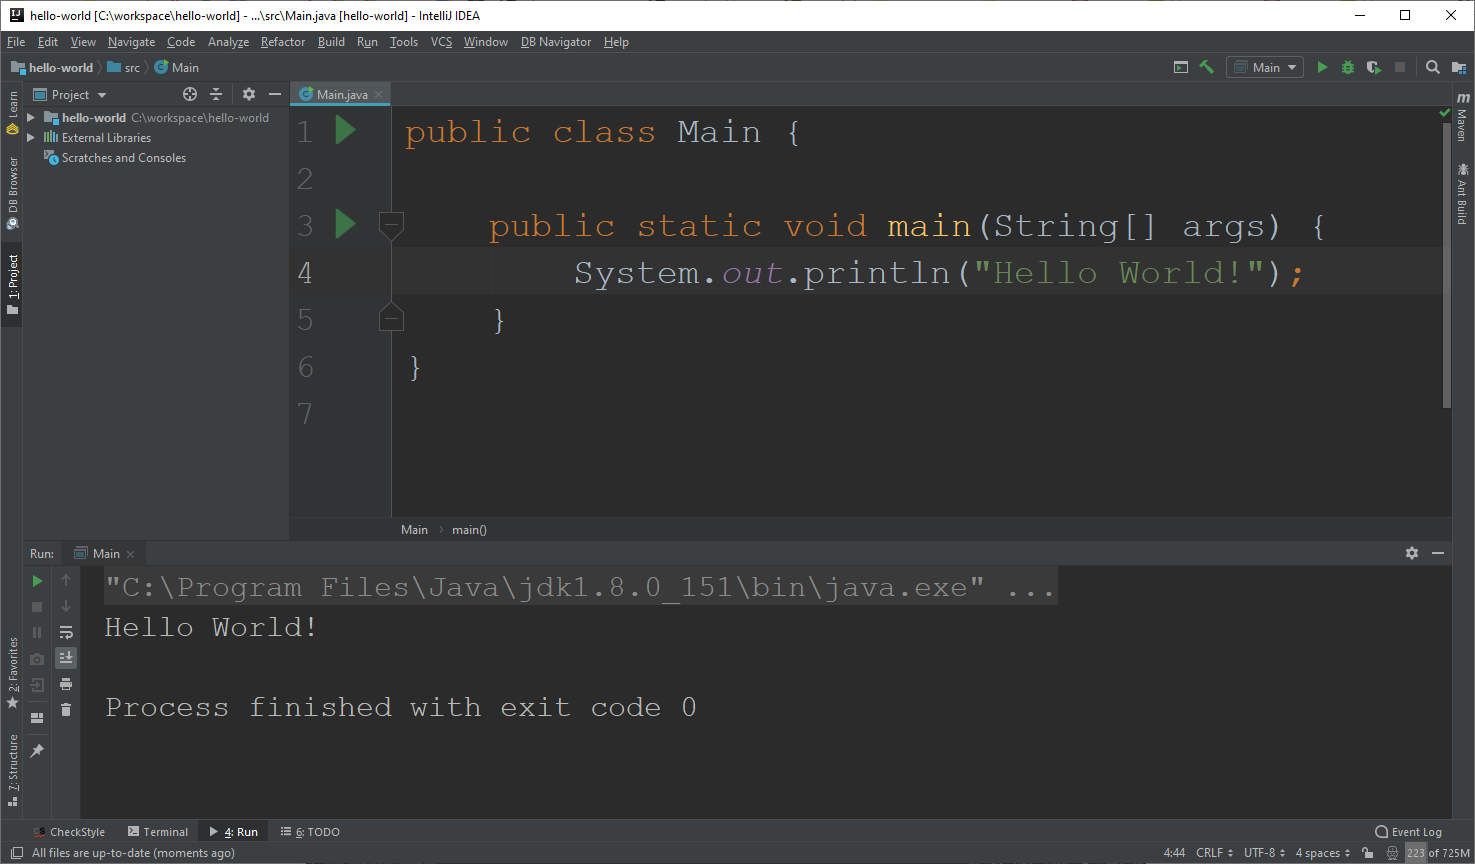 hello-world [C:\workspace\hello-world] - ...\src\Main.java [hello-world] - IntelliJ IDEA
File Edit View Navigate Code Analyze Refactor Build Run Tools VCS Window DB Navigator Help
hello-world src Main
Main
Project
Main.java
Learn
DB Browser
1: Project
2: Favorites
7: Structure
hello-world C:\workspace\hello-world
External Libraries
Scratches and Consoles
1 public class Main {
2
3 public static void main(String[] args) {
4 System.out.println("Hello World!");
5 }
6 }
7
m Maven
Ant Build
Main main()
Run: Main
"C:\Program Files\Java\jdk1.8.0_151\bin\java.exe" ...
Hello World!
Process finished with exit code 0
CS CheckStyle Terminal 4: Run 6: TODO Event Log
All files are up-to-date (moments ago) 4:44 CRLF UTF-8 4 spaces 223 of 725M